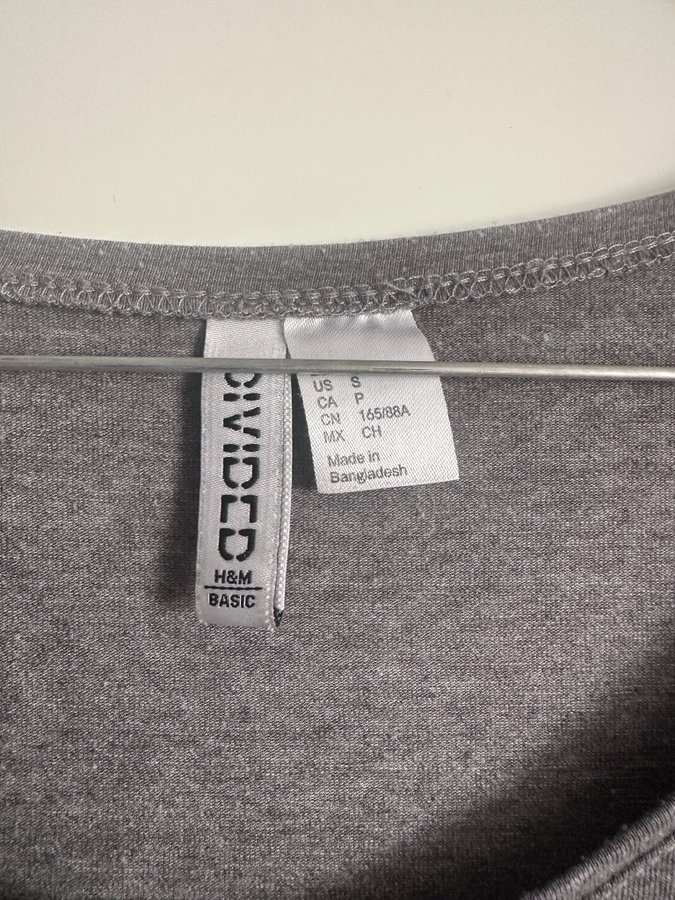 DIVIDED
H&M
BASIC
US S
CA P
CN 165/88A
MX CH
Made in
Bangladesh